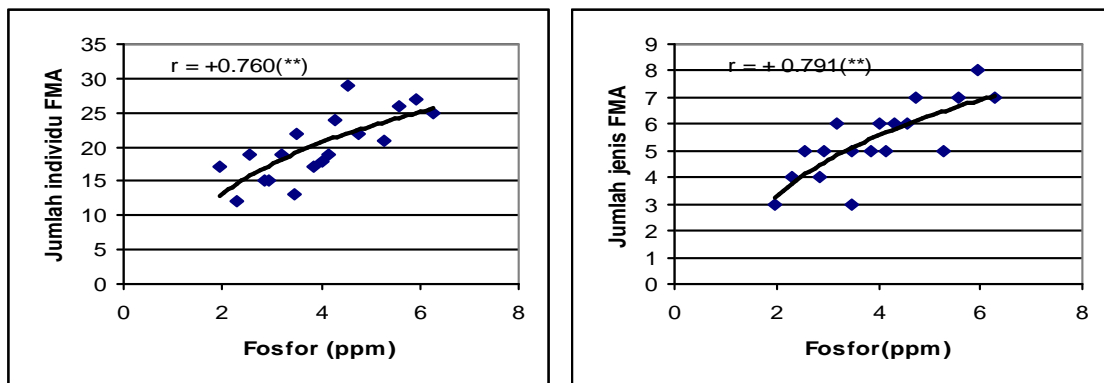 Jumlah individu FMA
35
30
25
20
15
10
5
0
r = +0.760(**)
0 2 4 6 8
Fosfor (ppm)
Jumlah jenis FMA
9
8
7
6
5
4
3
2
1
0
r = + 0.791(**)
0 2 4 6 8
Fosfor(ppm)